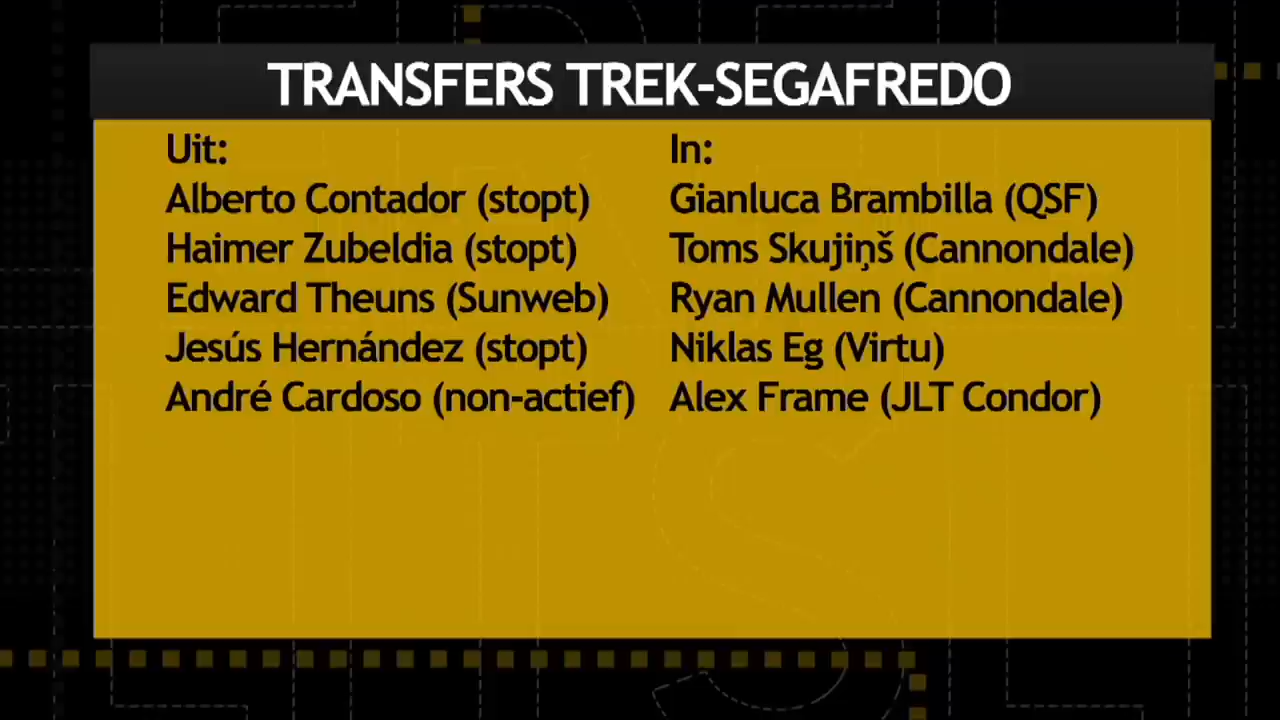 TRANSFERS TREK-SEGAFREDO
Uit:
Alberto Contador (stopt)
Haimer Zubeldia (stopt)
Edward Theuns (Sunweb)
Jesús Hernández (stopt)
André Cardoso (non-actief)
In:
Gianluca Brambilla (QSF)
Toms Skujiņš (Cannondale)
Ryan Mullen (Cannondale)
Niklas Eg (Virtu)
Alex Frame (JLT Condor)